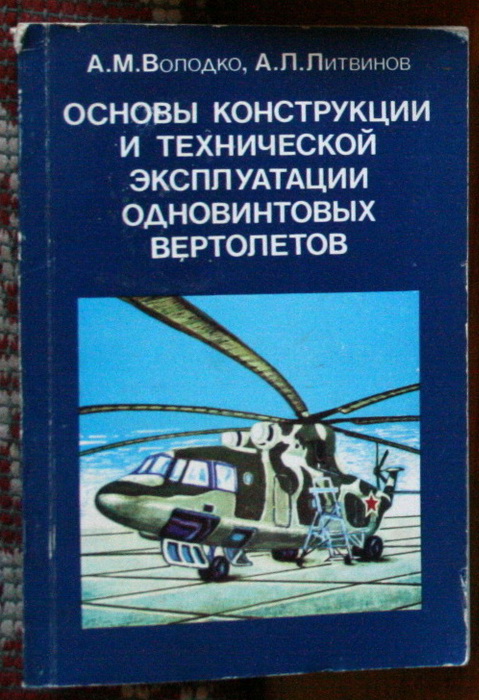 А.М.Володко, А.Л.Литвинов
ОСНОВЫ КОНСТРУКЦИИ
И ТЕХНИЧЕСКОЙ
ЭКСПЛУАТАЦИИ
ОДНОВИНТОВЫХ
ВЕРТОЛЕТОВ